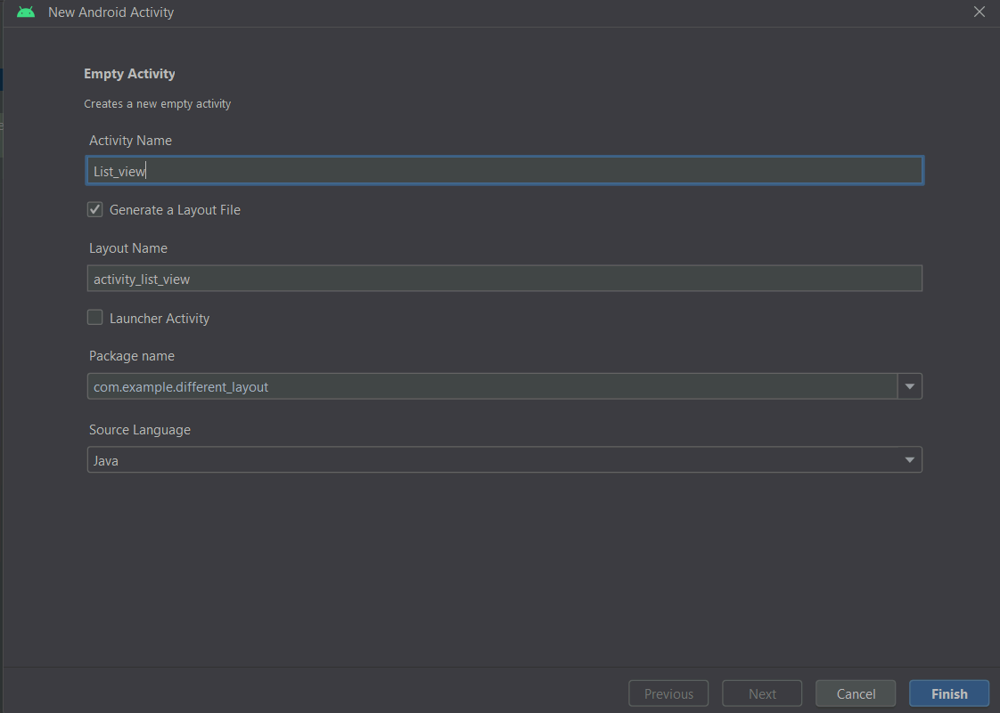 New Android Activity
Empty Activity
Creates a new empty activity
Activity Name
List_view
Generate a Layout File
Layout Name
activity_list_view
Launcher Activity
Package name
com.example.different_layout
Source Language
Java
Previous Next Cancel Finish